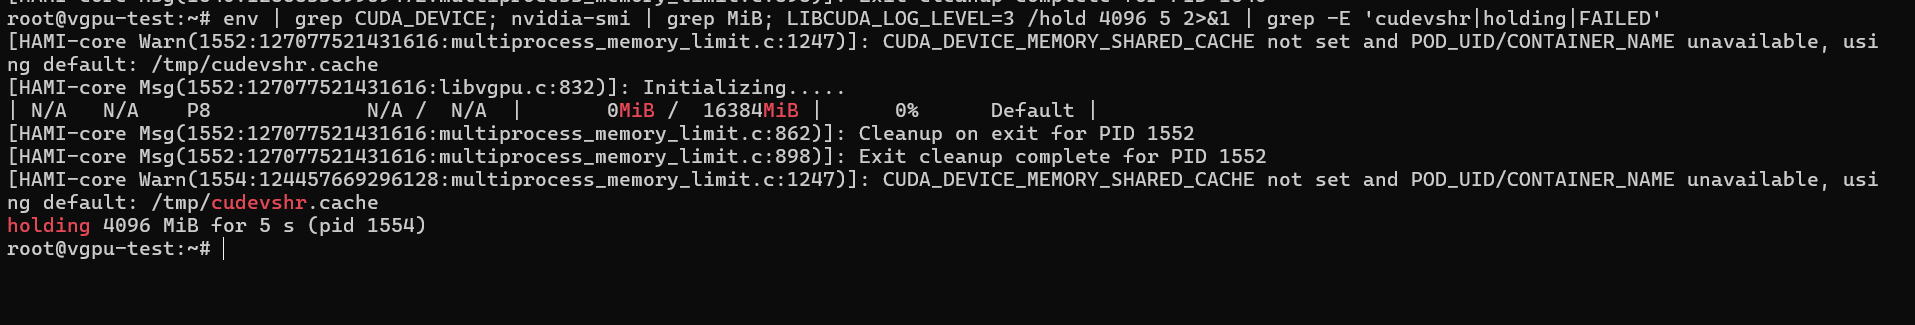 root@vgpu-test:~# env | grep CUDA_DEVICE; nvidia-smi | grep MiB; LIBCUDA_LOG_LEVEL=3 /hold 4096 5 2>&1 | grep -E 'cudevshr|holding|FAILED'
[HAMI-core Warn(1552:127077521431616:multiprocess_memory_limit.c:1247)]: CUDA_DEVICE_MEMORY_SHARED_CACHE not set and POD_UID/CONTAINER_NAME unavailable, usi
ng default: /tmp/cudevshr.cache
[HAMI-core Msg(1552:127077521431616:libvgpu.c:832)]: Initializing.....
| N/A   N/A    P8             N/A /  N/A  |       0MiB /  16384MiB |      0%      Default |
[HAMI-core Msg(1552:127077521431616:multiprocess_memory_limit.c:862)]: Cleanup on exit for PID 1552
[HAMI-core Msg(1552:127077521431616:multiprocess_memory_limit.c:898)]: Exit cleanup complete for PID 1552
[HAMI-core Warn(1554:124457669296128:multiprocess_memory_limit.c:1247)]: CUDA_DEVICE_MEMORY_SHARED_CACHE not set and POD_UID/CONTAINER_NAME unavailable, usi
ng default: /tmp/cudevshr.cache
holding 4096 MiB for 5 s (pid 1554)
root@vgpu-test:~#